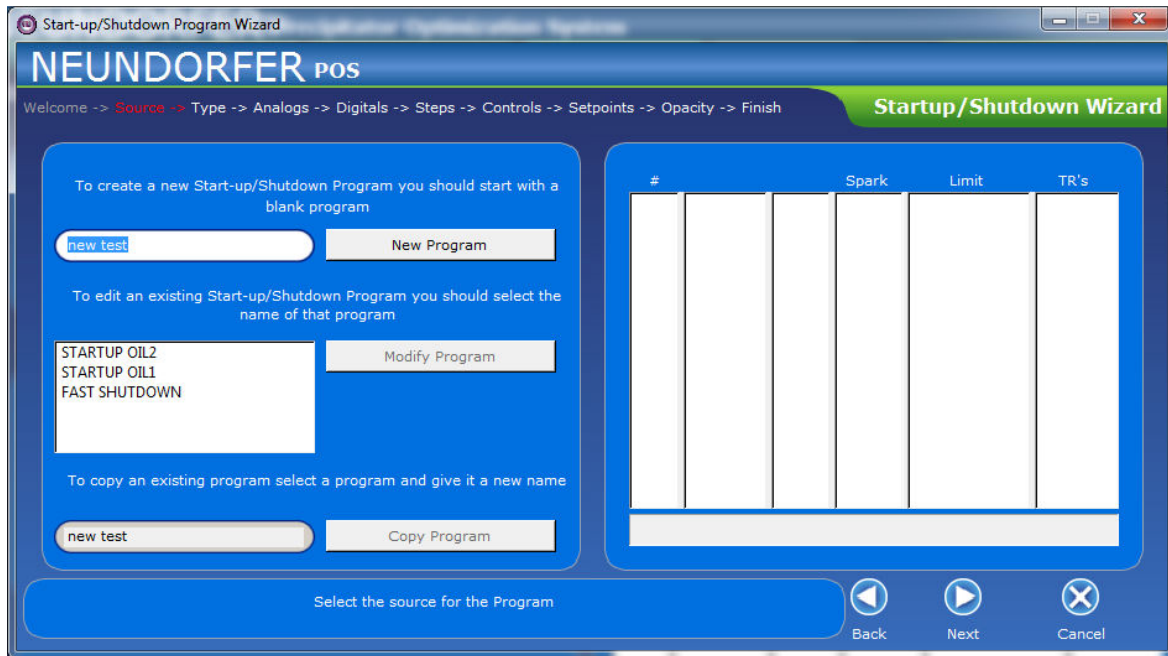 Start-up/Shutdown Program Wizard
NEUNDORFER POS
Welcome -> Source -> Type -> Analogs -> Digitals -> Steps -> Controls -> Setpoints -> Opacity -> Finish
Startup/Shutdown Wizard
To create a new Start-up/Shutdown Program you should start with a
blank program
new test
New Program
To edit an existing Start-up/Shutdown Program you should select the
name of that program
STARTUP OIL2
STARTUP OIL1
FAST SHUTDOWN
Modify Program
To copy an existing program select a program and give it a new name
new test
Copy Program
# Spark Limit TR's
Select the source for the Program
Back Next Cancel